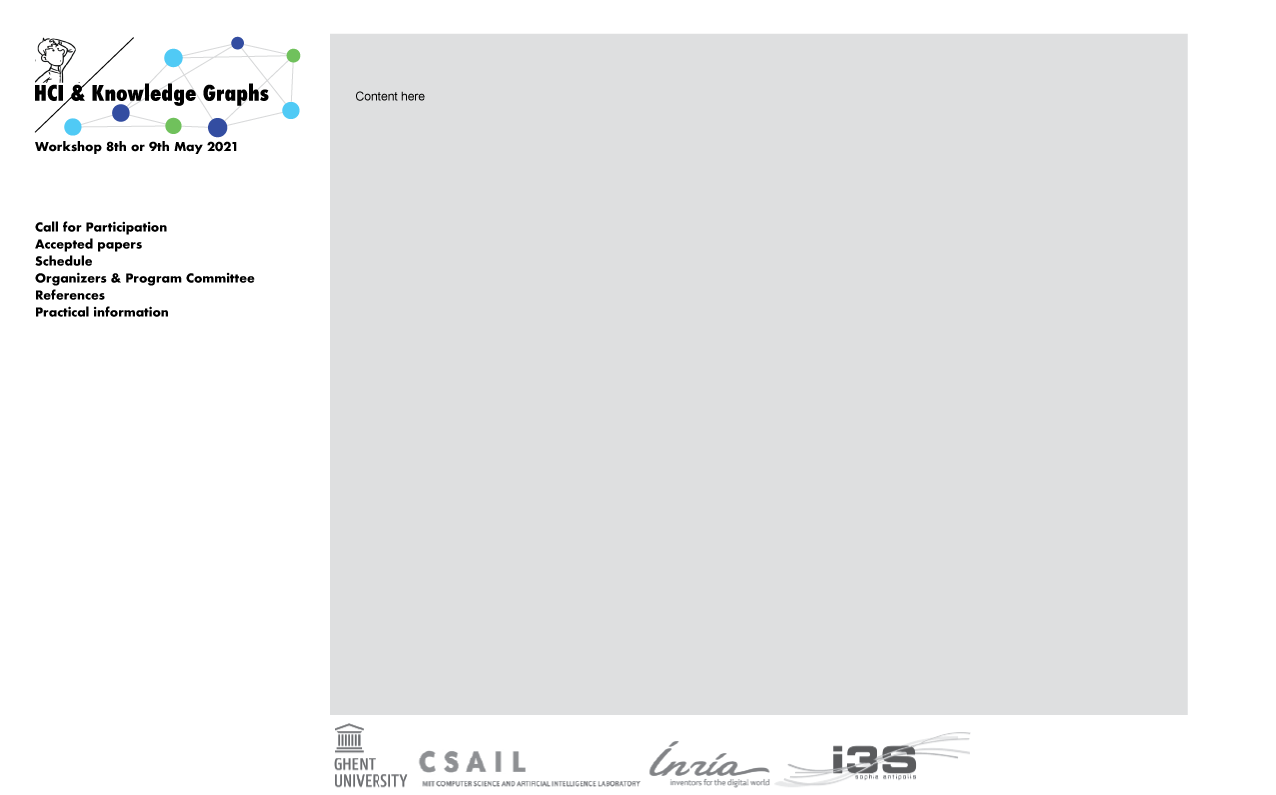 HCI & Knowledge Graphs
Workshop 8th or 9th May 2021
Call for Participation
Accepted papers
Schedule
Organizers & Program Committee
References
Practical information
Content here
GHENT
UNIVERSITY
CSAIL
MIT COMPUTER SCIENCE AND ARTIFICIAL INTELLIGENCE LABORATORY
Inría
inventors for the digital world
i3S
sophia antipolis